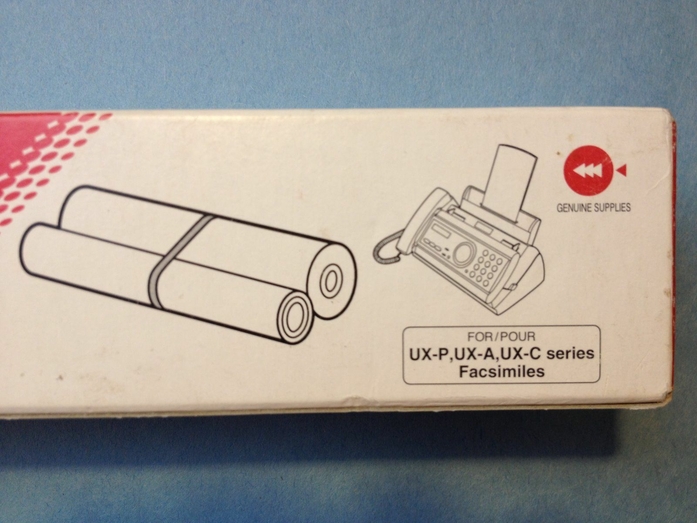 GENUINE SUPPLIES
FOR/POUR
UX-P,UX-A,UX-C series
Facsimiles